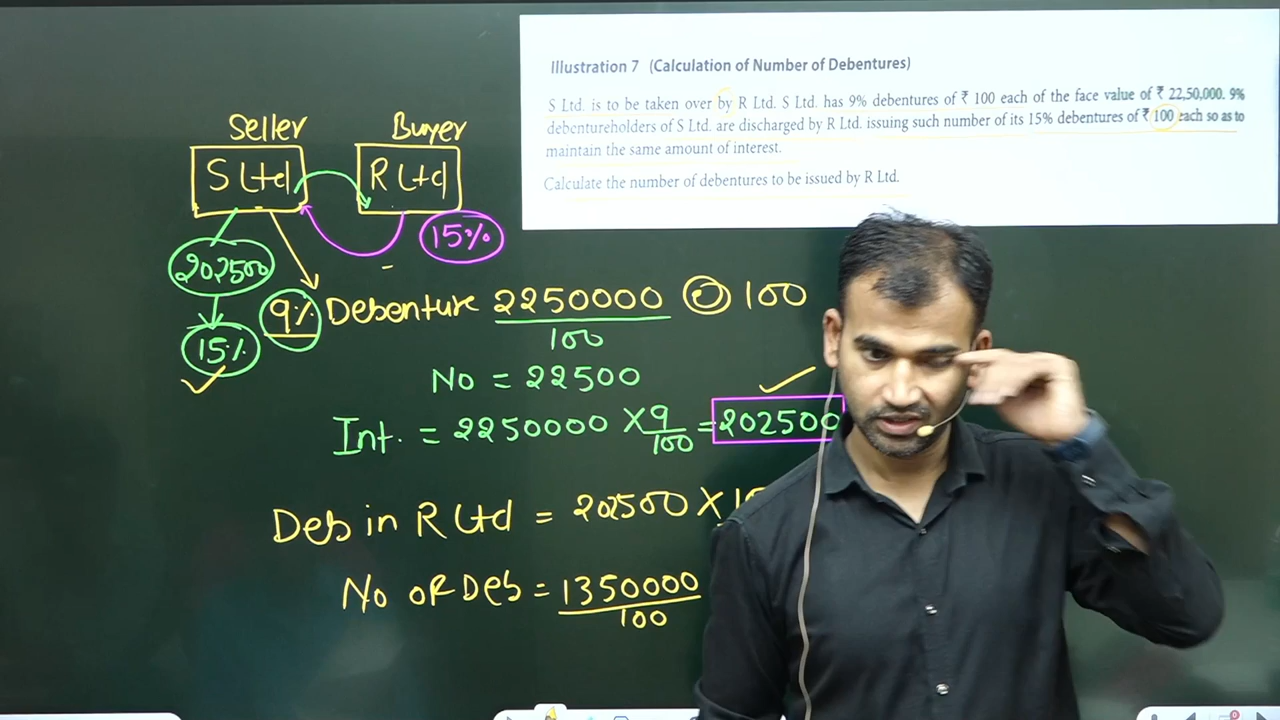 Illustration 7 (Calculation of Number of Debentures)
S Ltd. is to be taken over by R Ltd. S Ltd. has 9% debentures of ₹ 100 each of the face value of ₹ 22,50,000. 9%
debentureholders of S Ltd. are discharged by R Ltd. issuing such number of its 15% debentures of ₹ 100 each so as to
maintain the same amount of interest.
Calculate the number of debentures to be issued by R Ltd.
Seller Buyer
S Ltd R Ltd
15%
202500
9% Debenture 2250000 @ 100
100
15%
No = 22500
Int. = 2250000 × 9/100 = 202500
Deb in R Ltd = 202500 ×
No OF Deb = 1350000
100